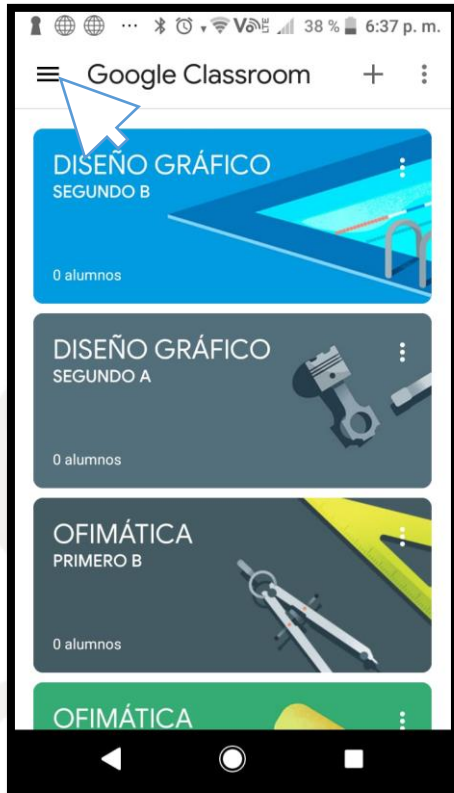 38 % 6:37 p. m.
Google Classroom
DISEÑO GRÁFICO
SEGUNDO B
0 alumnos
DISEÑO GRÁFICO
SEGUNDO A
0 alumnos
OFIMÁTICA
PRIMERO B
0 alumnos
OFIMÁTICA